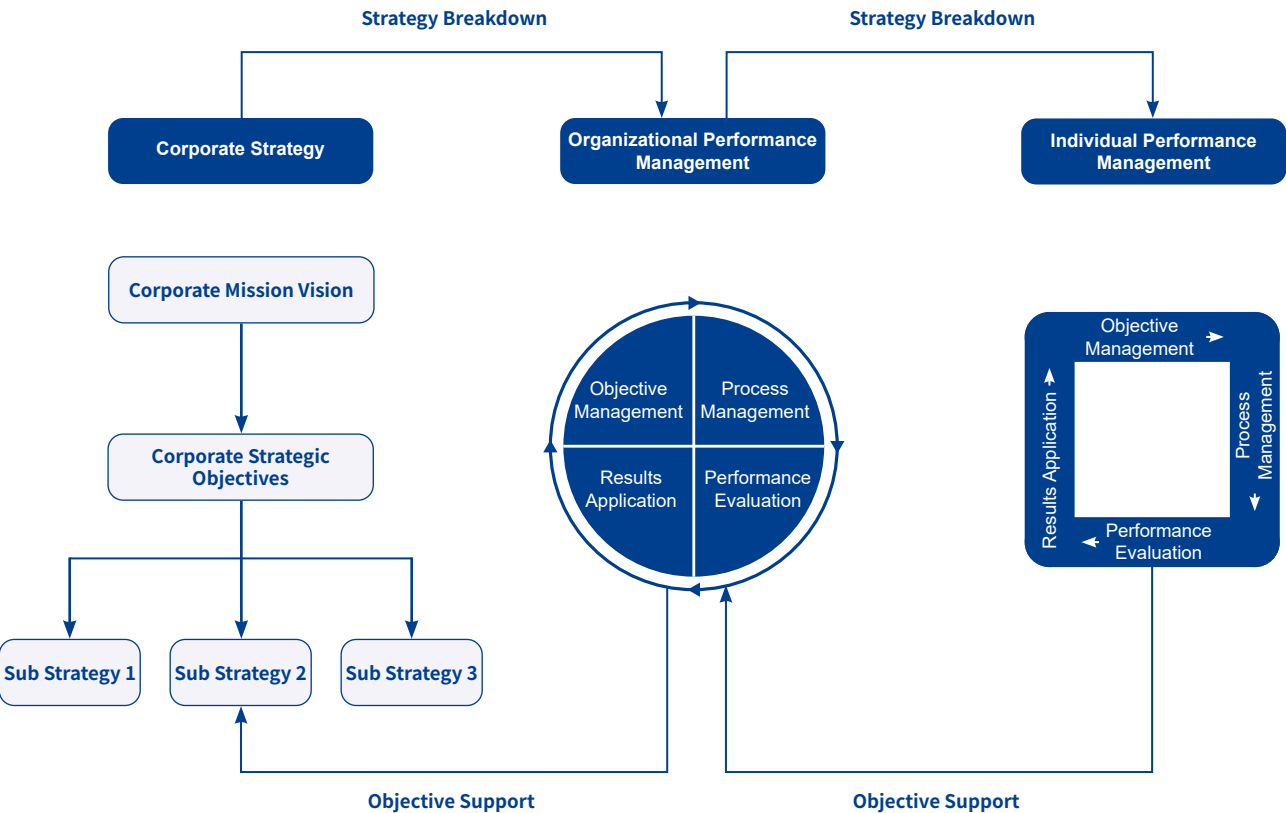 Strategy Breakdown
Strategy Breakdown
Corporate Strategy
Organizational Performance
Management
Individual Performance
Management
Corporate Mission Vision
Corporate Strategic
Objectives
Sub Strategy 1
Sub Strategy 2
Sub Strategy 3
Objective
Management
Process
Management
Results
Application
Performance
Evaluation
Objective
Management
Process
Management
Performance
Evaluation
Results Application
Objective Support
Objective Support